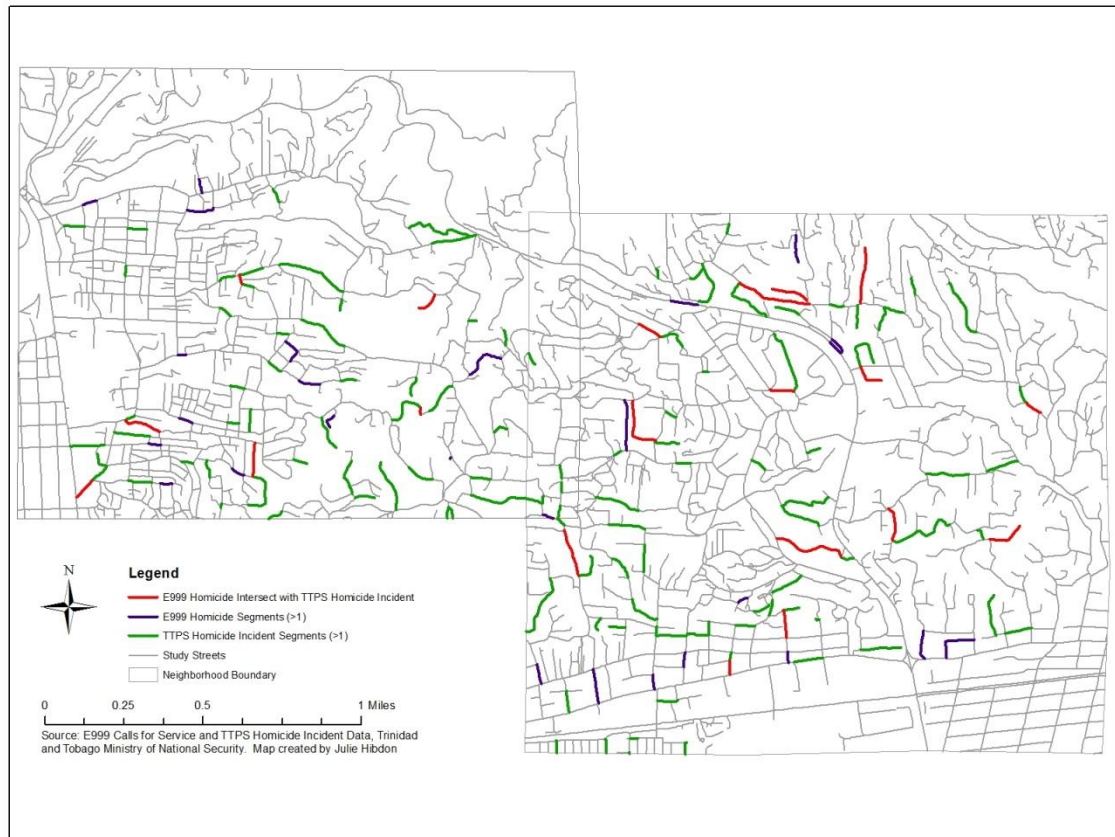 N
Legend
E999 Homicide Intersect with TTPS Homicide Incident
E999 Homicide Segments (>1)
TTPS Homicide Incident Segments (>1)
Study Streets
Neighborhood Boundary
0 0.25 0.5 1 Miles
Source: E999 Calls for Service and TTPS Homicide Incident Data, Trinidad
and Tobago Ministry of National Security. Map created by Julie Hibdon